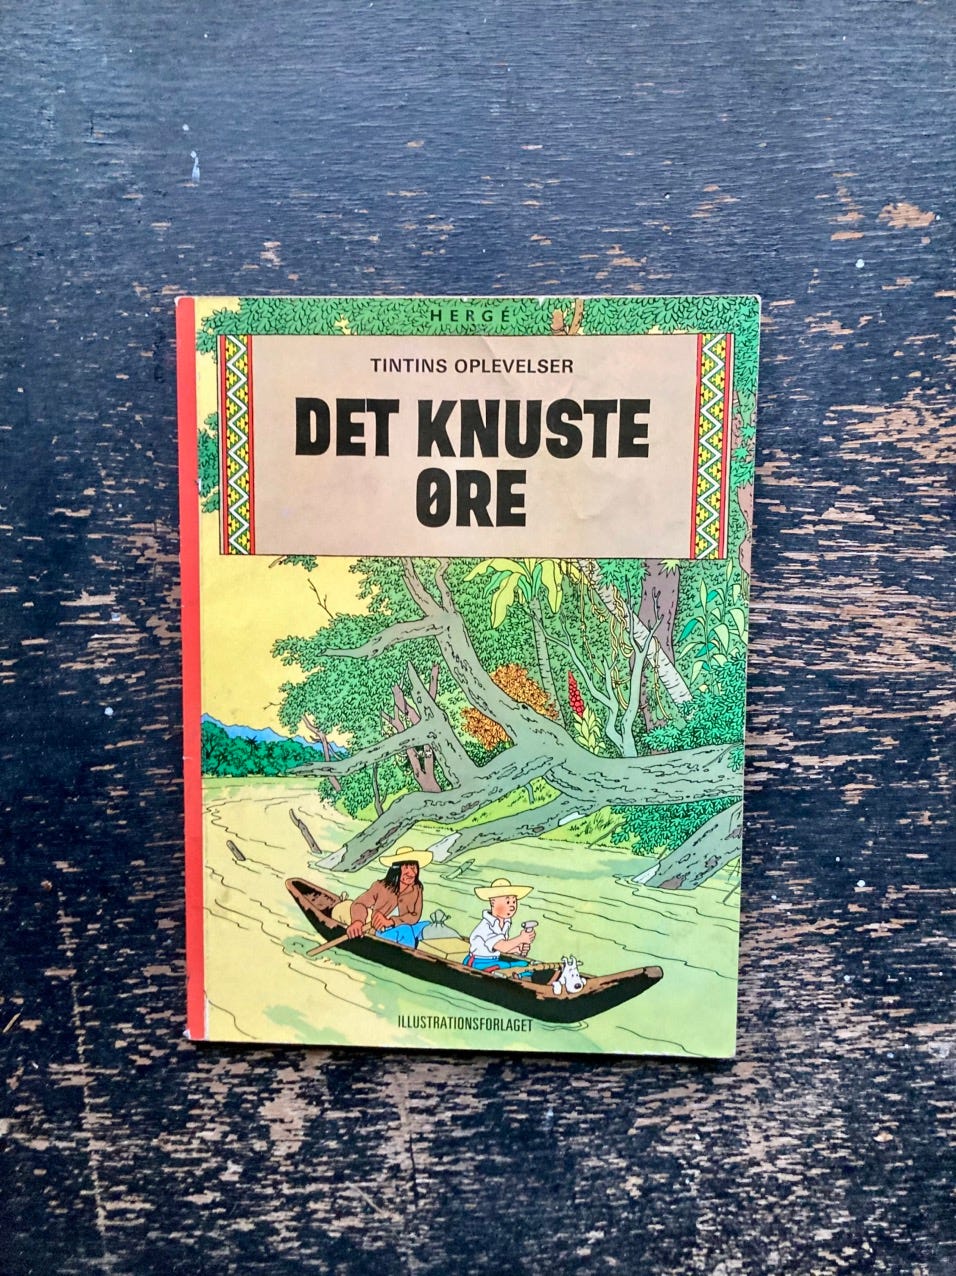 HERGÉ
TINTINS OPLEVELSER
DET KNUSTE
ØRE
ILLUSTRATIONSFORLAGET